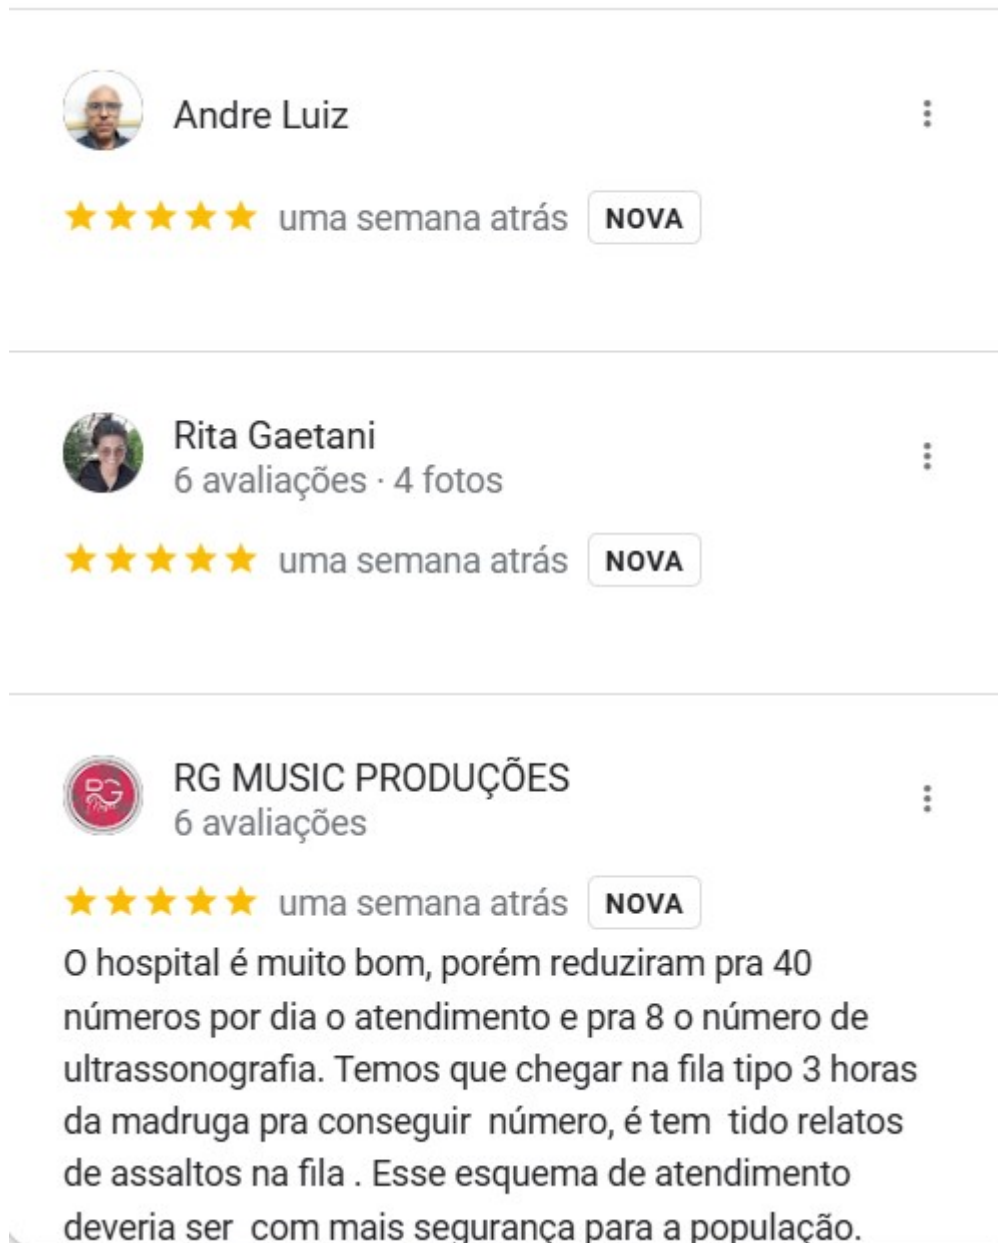 Andre Luiz
uma semana atrás NOVA
Rita Gaetani
6 avaliações · 4 fotos
uma semana atrás NOVA
RG MUSIC PRODUÇÕES
6 avaliações
uma semana atrás NOVA
O hospital é muito bom, porém reduziram pra 40
números por dia o atendimento e pra 8 o número de
ultrassonografia. Temos que chegar na fila tipo 3 horas
da madruga pra conseguir  número, é tem  tido relatos
de assaltos na fila . Esse esquema de atendimento
deveria ser  com mais segurança para a população.